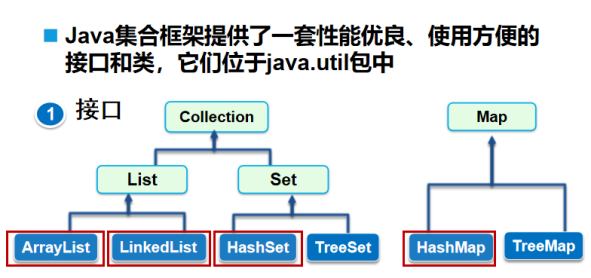 Java集合框架提供了一套性能优良、使用方便的
接口和类，它们位于java.util包中
1 接口
Collection
Map
List
Set
ArrayList
LinkedList
HashSet
TreeSet
HashMap
TreeMap